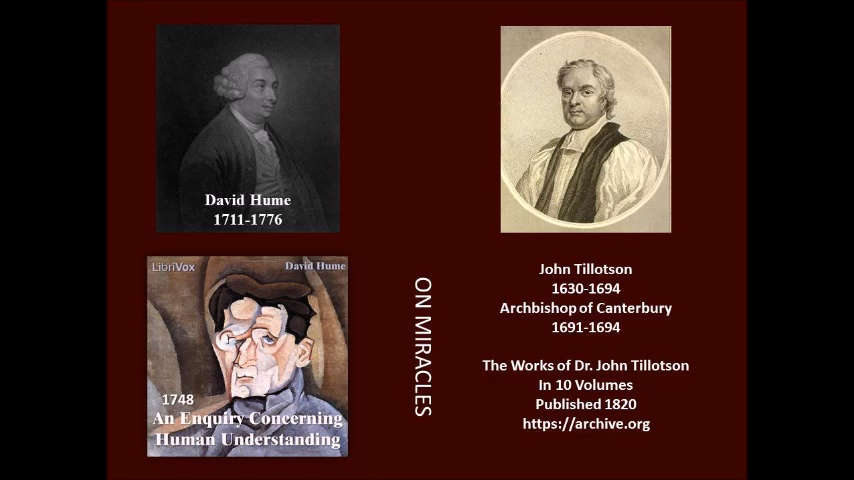 David Hume
1711-1776
LibriVox
David Hume
1748
An Enquiry Concerning
Human Understanding
ON MIRACLES
John Tillotson
1630-1694
Archbishop of Canterbury
1691-1694
The Works of Dr. John Tillotson
In 10 Volumes
Published 1820
https://archive.org